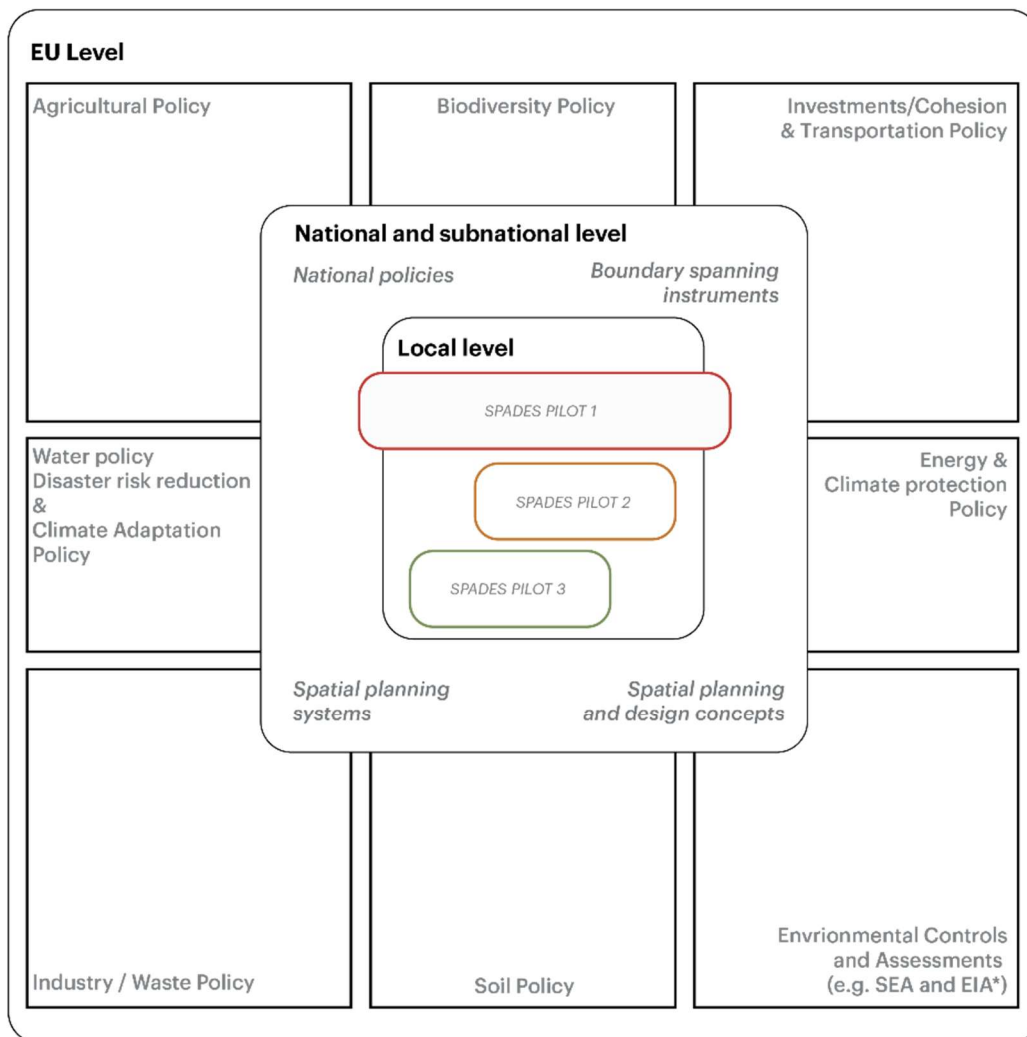 EU Level
Agricultural Policy
Biodiversity Policy
Investments/Cohesion
& Transportation Policy
National and subnational level
National policies
Boundary spanning
instruments
Local level
SPADES PILOT 1
SPADES PILOT 2
SPADES PILOT 3
Water policy
Disaster risk reduction
&
Climate Adaptation
Policy
Energy &
Climate protection
Policy
Spatial planning
systems
Spatial planning
and design concepts
Industry / Waste Policy
Soil Policy
Envrionmental Controls
and Assessments
(e.g. SEA and EIA*)